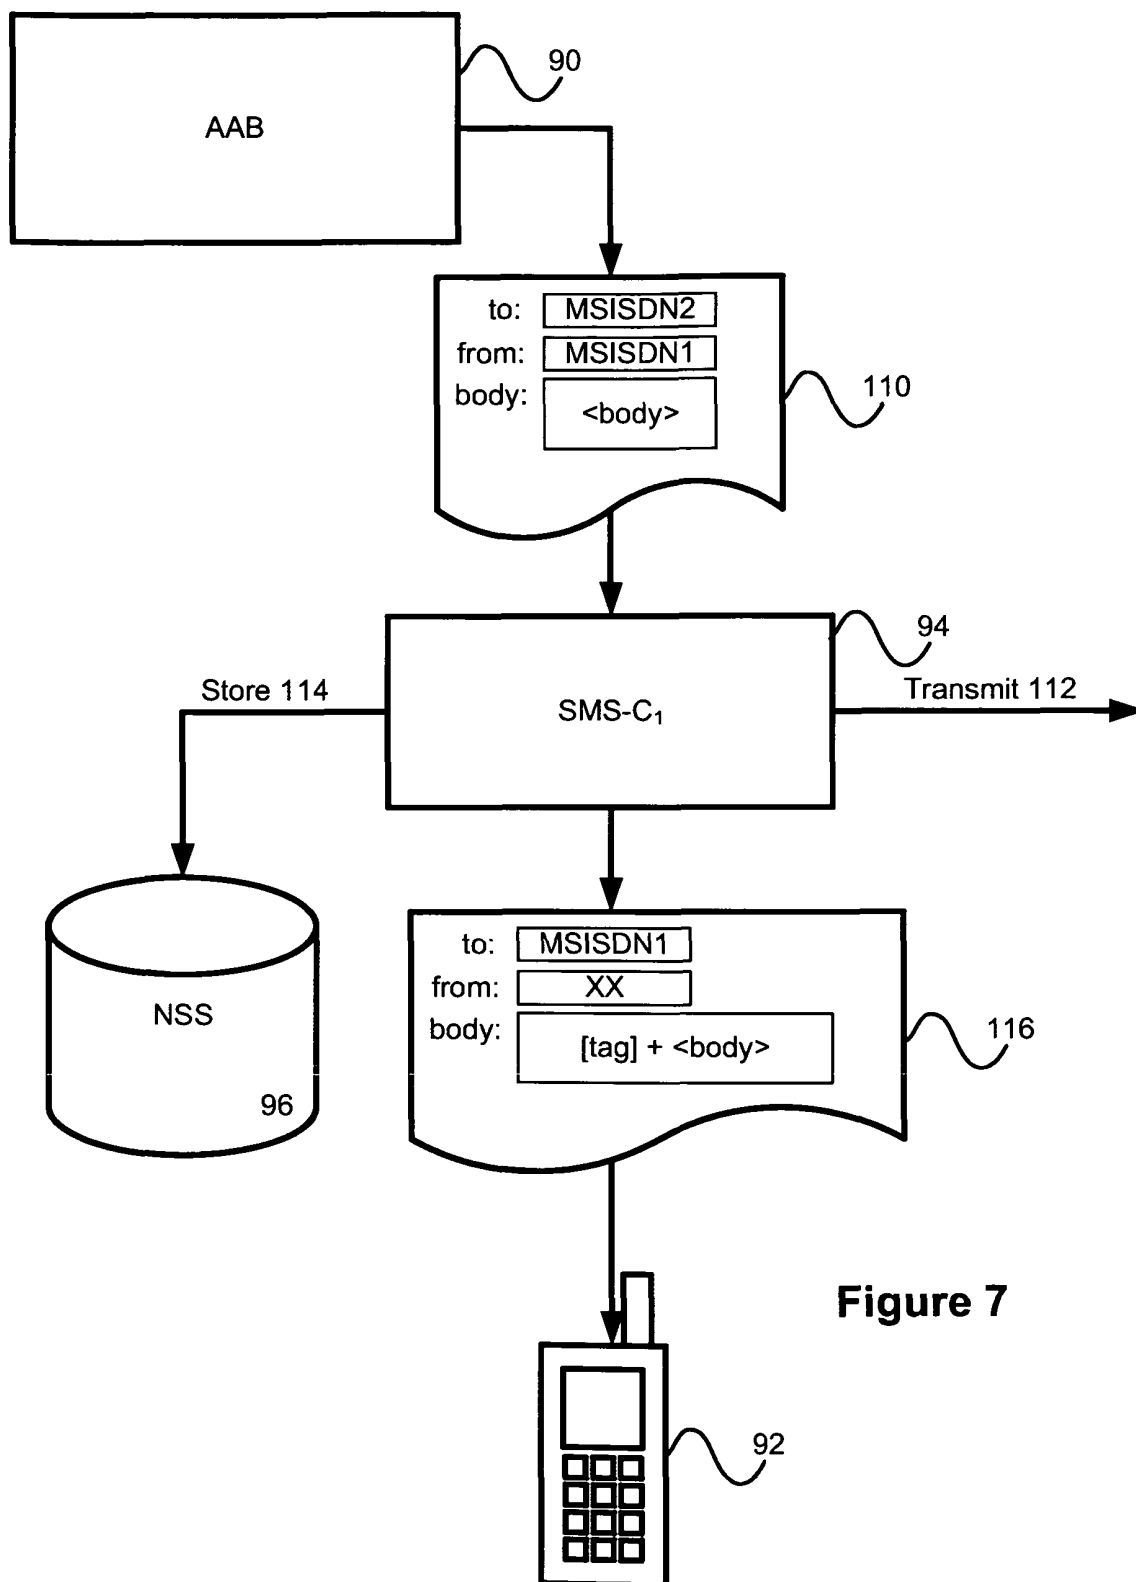 90
AAB
to: MSISDN2
from: MSISDN1
body: <body>
110
94
Store 114
Transmit 112
SMS-C₁
to: MSISDN1
from: XX
body: [tag] + <body>
116
NSS
96
Figure 7
92